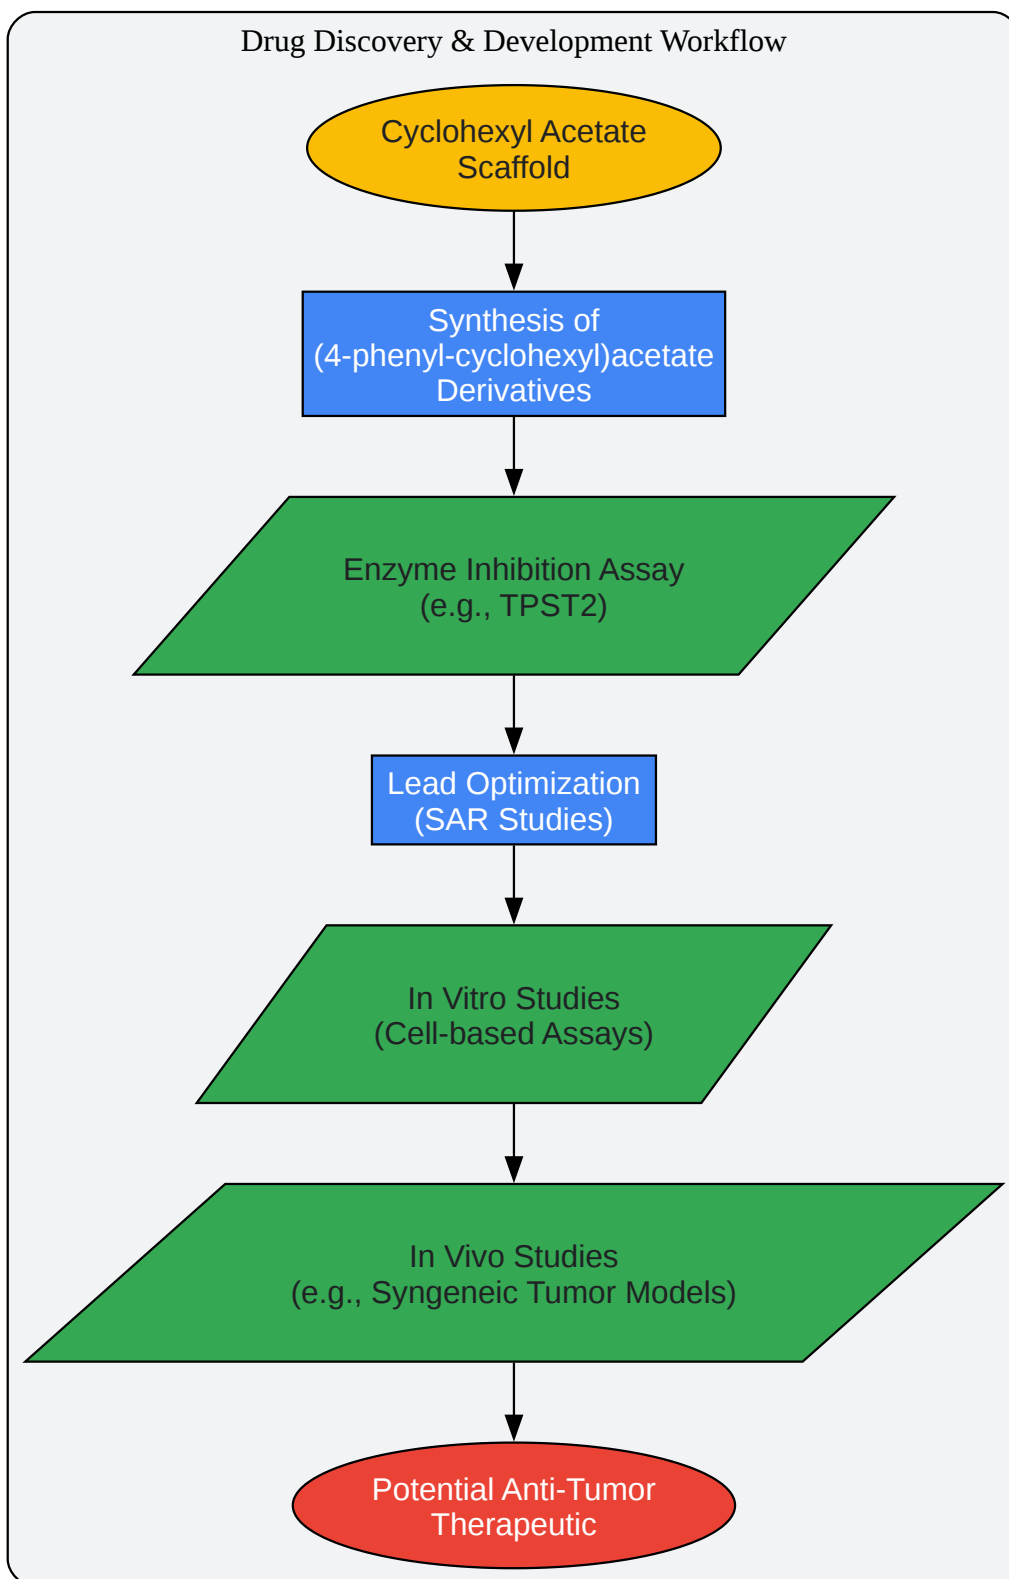 Drug Discovery & Development Workflow
Cyclohexyl Acetate
Scaffold
Synthesis of
(4-phenyl-cyclohexyl)acetate
Derivatives
Enzyme Inhibition Assay
(e.g., TPST2)
Lead Optimization
(SAR Studies)
In Vitro Studies
(Cell-based Assays)
In Vivo Studies
(e.g., Syngeneic Tumor Models)
Potential Anti-Tumor
Therapeutic